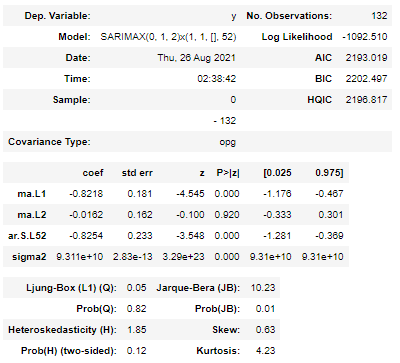 Dep. Variable: y No. Observations: 132
Model: SARIMAX(0, 1, 2)x(1, 1, [], 52) Log Likelihood -1092.510
Date: Thu, 26 Aug 2021 AIC 2193.019
Time: 02:38:42 BIC 2202.497
Sample: 0 HQIC 2196.817
- 132
Covariance Type: opg
coef std err z P>|z| [0.025 0.975]
ma.L1 -0.8218 0.181 -4.545 0.000 -1.176 -0.467
ma.L2 -0.0162 0.162 -0.100 0.920 -0.333 0.301
ar.S.L52 -0.8254 0.233 -3.548 0.000 -1.281 -0.369
sigma2 9.311e+10 2.83e-13 3.29e+23 0.000 9.31e+10 9.31e+10
Ljung-Box (L1) (Q): 0.05 Jarque-Bera (JB): 10.23
Prob(Q): 0.82 Prob(JB): 0.01
Heteroskedasticity (H): 1.85 Skew: 0.63
Prob(H) (two-sided): 0.12 Kurtosis: 4.23